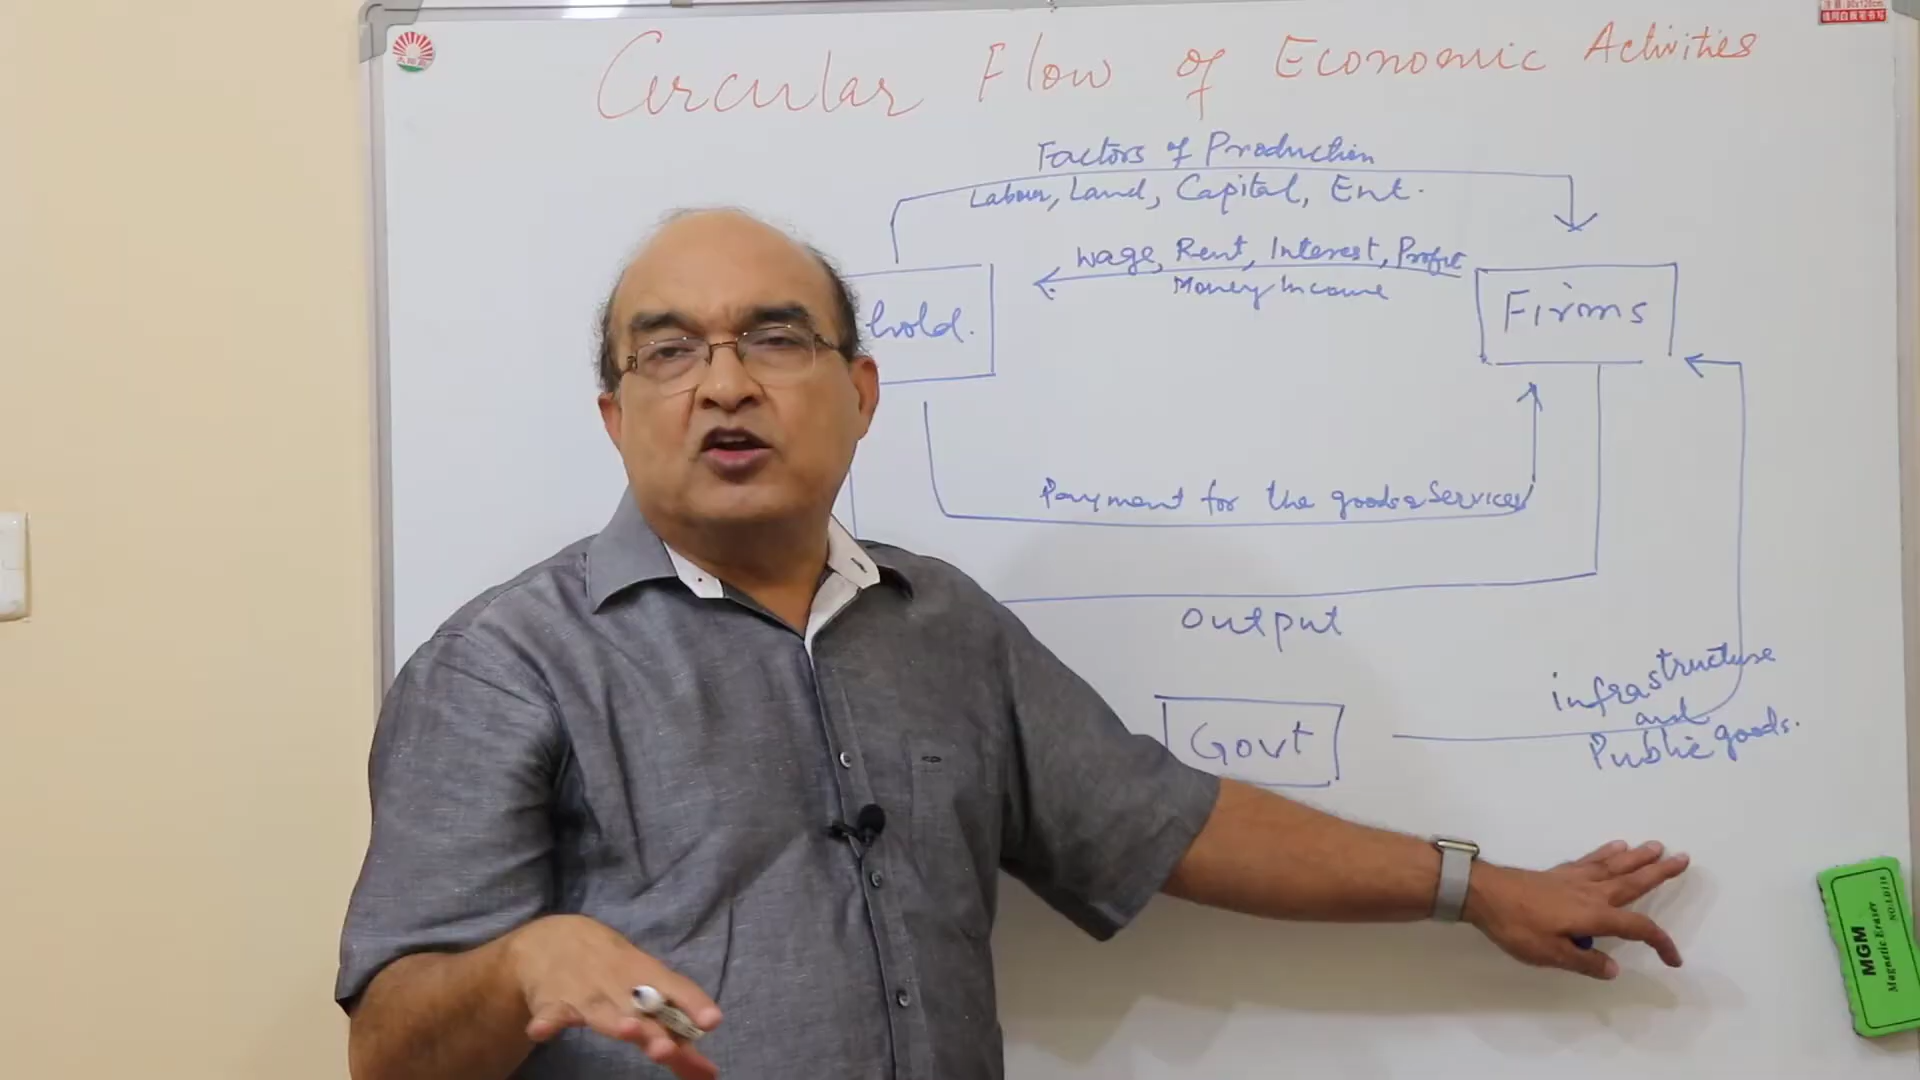 Circular Flow of Economic Activities
Factors of Production
Labour, Land, Capital, Ent.
Wage, Rent, Interest, Profit
Money Income
hold.
Firms
Payment for the goods & Services
Output
Govt
infrastructure
and
Public goods.
MGM
Magnetic Eraser